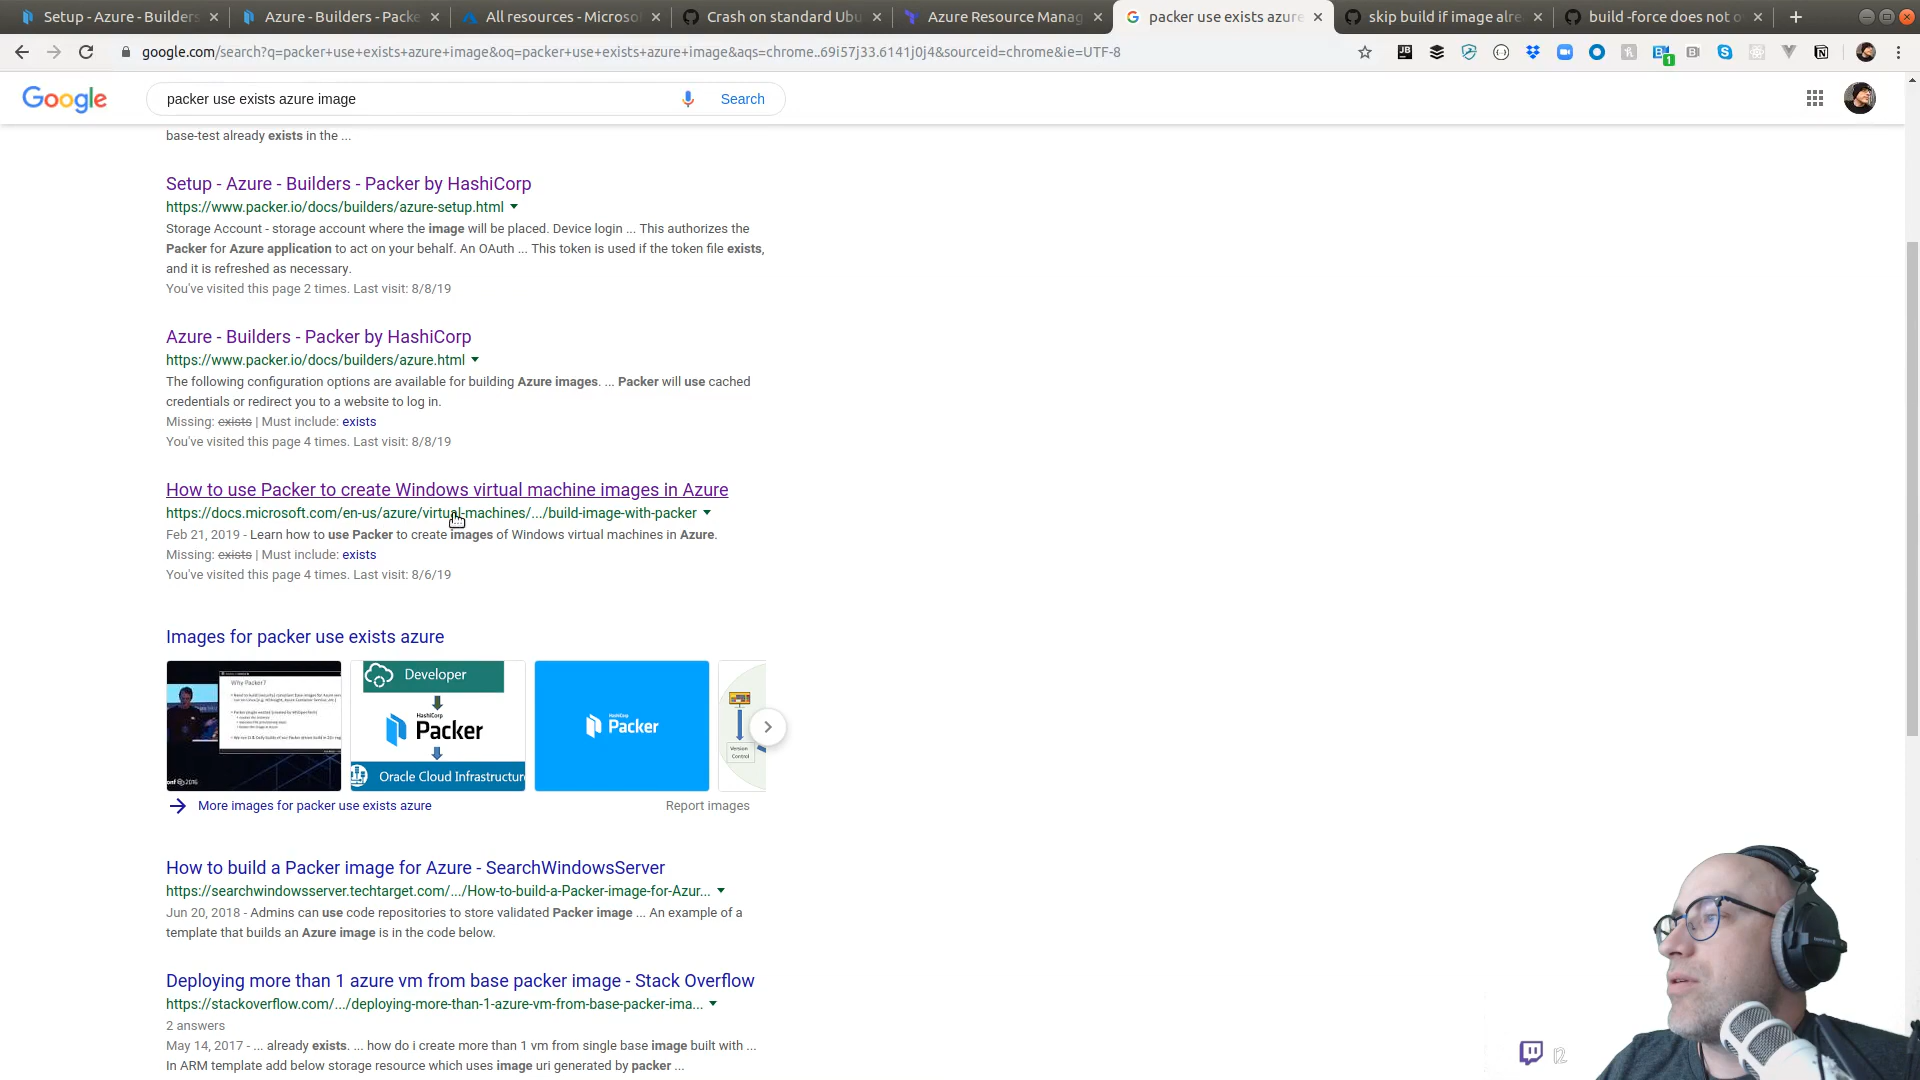 Setup - Azure - Builders
Azure - Builders - Packe
All resources - Microso
Crash on standard Ubu
Azure Resource Manag
packer use exists azure
skip build if image alre
build -force does not o
google.com/search?q=packer+use+exists+azure+image&oq=packer+use+exists+azure+image&aqs=chrome..69i57j33.6141j0j4&sourceid=chrome&ie=UTF-8
Google
packer use exists azure image
Search
base-test already exists in the ...
Setup - Azure - Builders - Packer by HashiCorp
https://www.packer.io/docs/builders/azure-setup.html
Storage Account - storage account where the image will be placed. Device login ... This authorizes the
Packer for Azure application to act on your behalf. An OAuth ... This token is used if the token file exists,
and it is refreshed as necessary.
You've visited this page 2 times. Last visit: 8/8/19
Azure - Builders - Packer by HashiCorp
https://www.packer.io/docs/builders/azure.html
The following configuration options are available for building Azure images. ... Packer will use cached
credentials or redirect you to a website to log in.
Missing: exists | Must include: exists
You've visited this page 4 times. Last visit: 8/8/19
How to use Packer to create Windows virtual machine images in Azure
https://docs.microsoft.com/en-us/azure/virtual-machines/.../build-image-with-packer
Feb 21, 2019 - Learn how to use Packer to create images of Windows virtual machines in Azure.
Missing: exists | Must include: exists
You've visited this page 4 times. Last visit: 8/6/19
Images for packer use exists azure
Why Packer?
Developer
HashiCorp
Packer
Oracle Cloud Infrastructur
HashiCorp
Packer
Version
Control
More images for packer use exists azure
Report images
How to build a Packer image for Azure - SearchWindowsServer
https://searchwindowsserver.techtarget.com/.../How-to-build-a-Packer-image-for-Azur...
Jun 20, 2018 - Admins can use code repositories to store validated Packer image ... An example of a
template that builds an Azure image is in the code below.
Deploying more than 1 azure vm from base packer image - Stack Overflow
https://stackoverflow.com/.../deploying-more-than-1-azure-vm-from-base-packer-ima...
2 answers
May 14, 2017 - ... already exists. ... how do i create more than 1 vm from single base image built with ...
In ARM template add below storage resource which uses image uri generated by packer ...